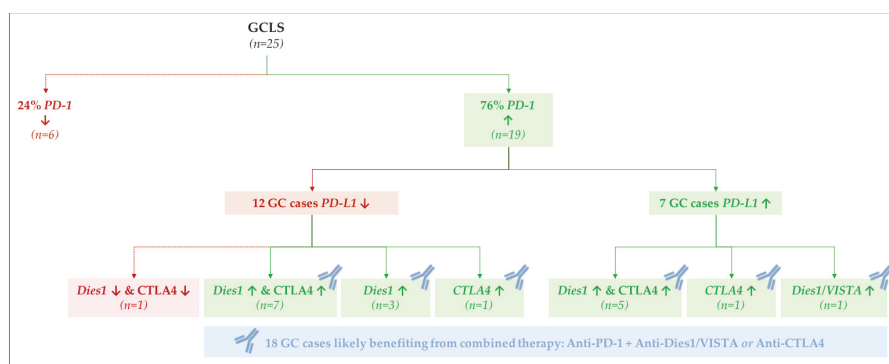 GCLS
(n=25)
24% PD-1
↓
(n=6)
76% PD-1
↑
(n=19)
12 GC cases PD-L1 ↓
7 GC cases PD-L1 ↑
Dies1 ↓ & CTLA4 ↓
(n=1)
Dies1 ↑ & CTLA4 ↑
(n=7)
Dies1 ↑
(n=3)
CTLA4 ↑
(n=1)
Dies1 ↑ & CTLA4 ↑
(n=5)
CTLA4 ↑
(n=1)
Dies1/VISTA ↑
(n=1)
18 GC cases likely benefiting from combined therapy: Anti-PD-1 + Anti-Dies1/VISTA or Anti-CTLA4